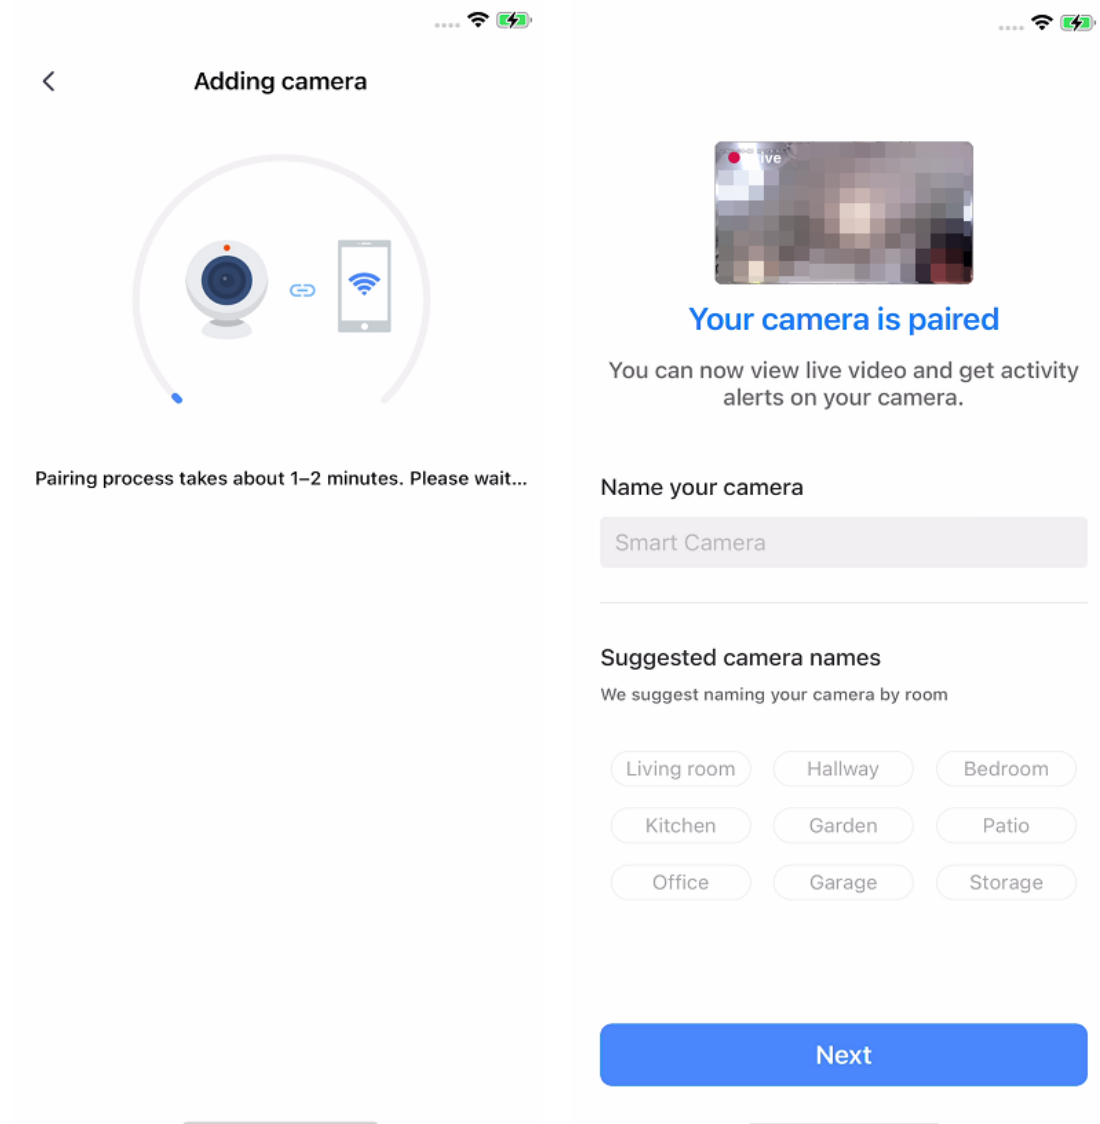 Adding camera
Pairing process takes about 1–2 minutes. Please wait...
Your camera is paired
You can now view live video and get activity
alerts on your camera.
Name your camera
Smart Camera
Suggested camera names
We suggest naming your camera by room
Living room
Hallway
Bedroom
Kitchen
Garden
Patio
Office
Garage
Storage
Next